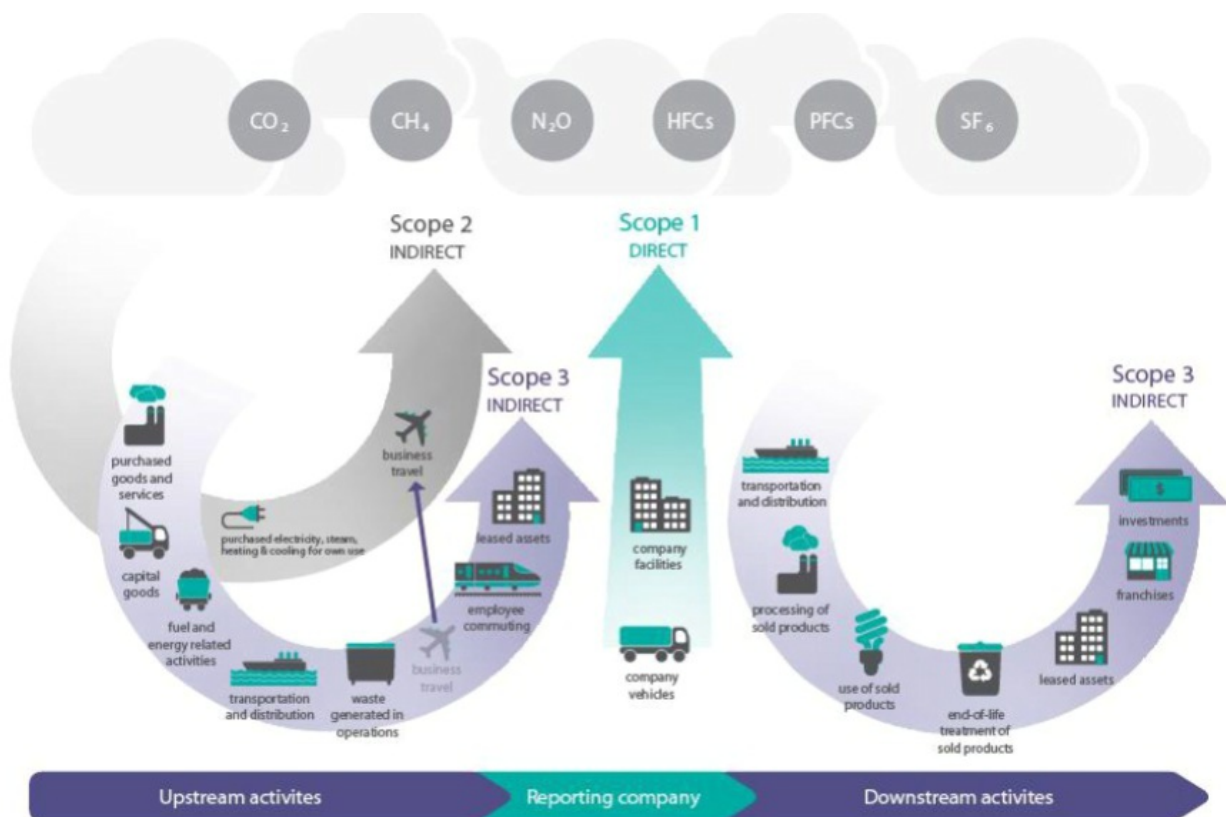 CO₂
CH₄
N₂O
HFCs
PFCs
SF₆
Scope 2
INDIRECT
Scope 1
DIRECT
Scope 3
INDIRECT
Scope 3
INDIRECT
purchased
goods and
services
capital
goods
fuel and
energy related
activities
purchased electricity, steam,
heating & cooling for own use
business
travel
transportation
and distribution
waste
generated in
operations
business
travel
employee
commuting
leased assets
company
facilities
company
vehicles
transportation
and distribution
processing of
sold products
use of sold
products
end-of-life
treatment of
sold products
leased assets
franchises
$
investments
Upstream activites
Reporting company
Downstream activites